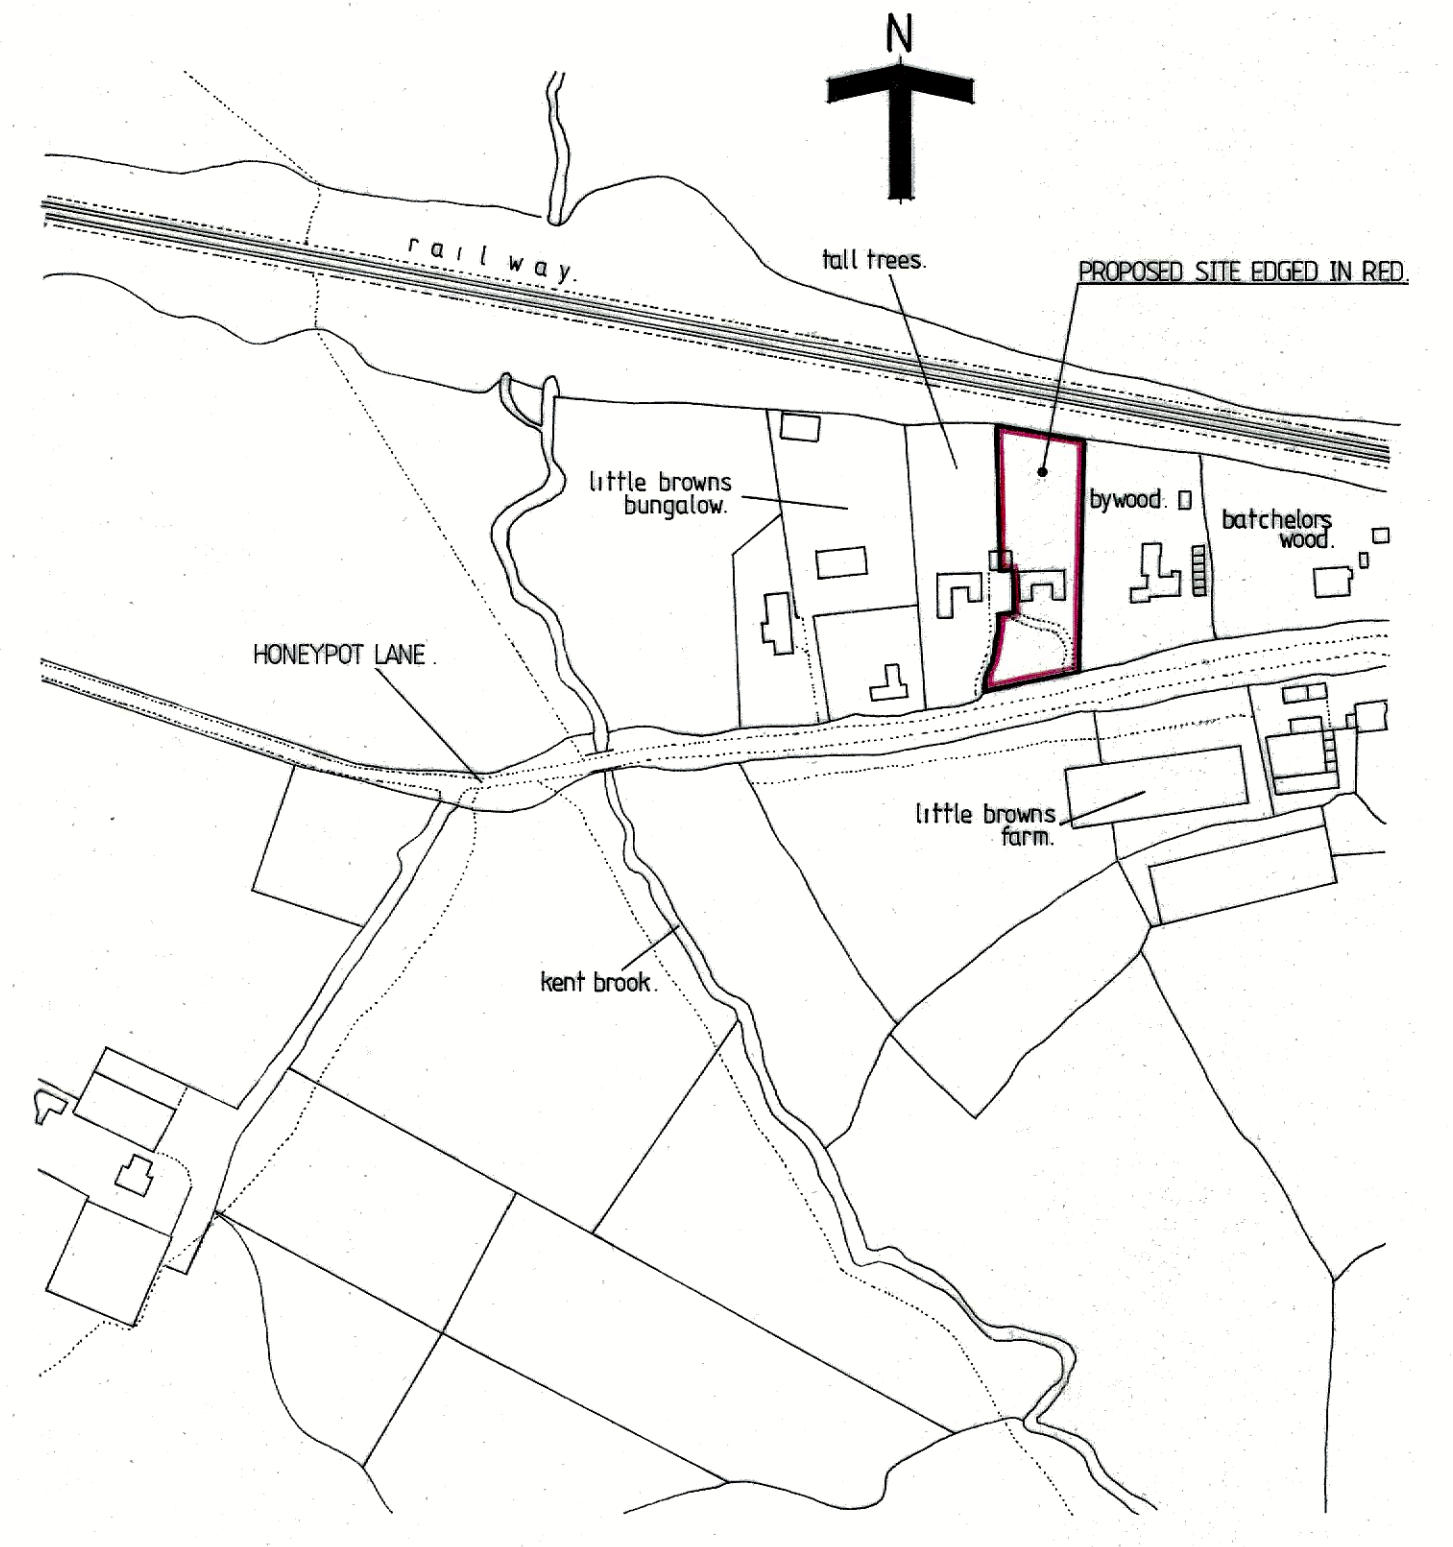 N
railway.
tall trees.
PROPOSED SITE EDGED IN RED.
little browns
bungalow.
bywood.
batchelors
wood.
HONEYPOT LANE.
little browns
farm.
kent brook.